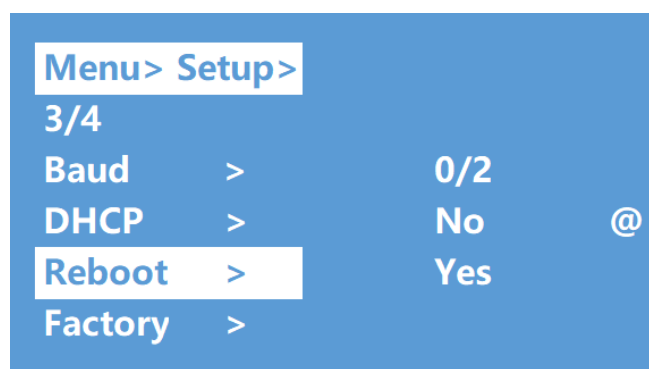 Menu> Setup>
3/4
Baud > 0/2
DHCP > No @
Reboot > Yes
Factory >